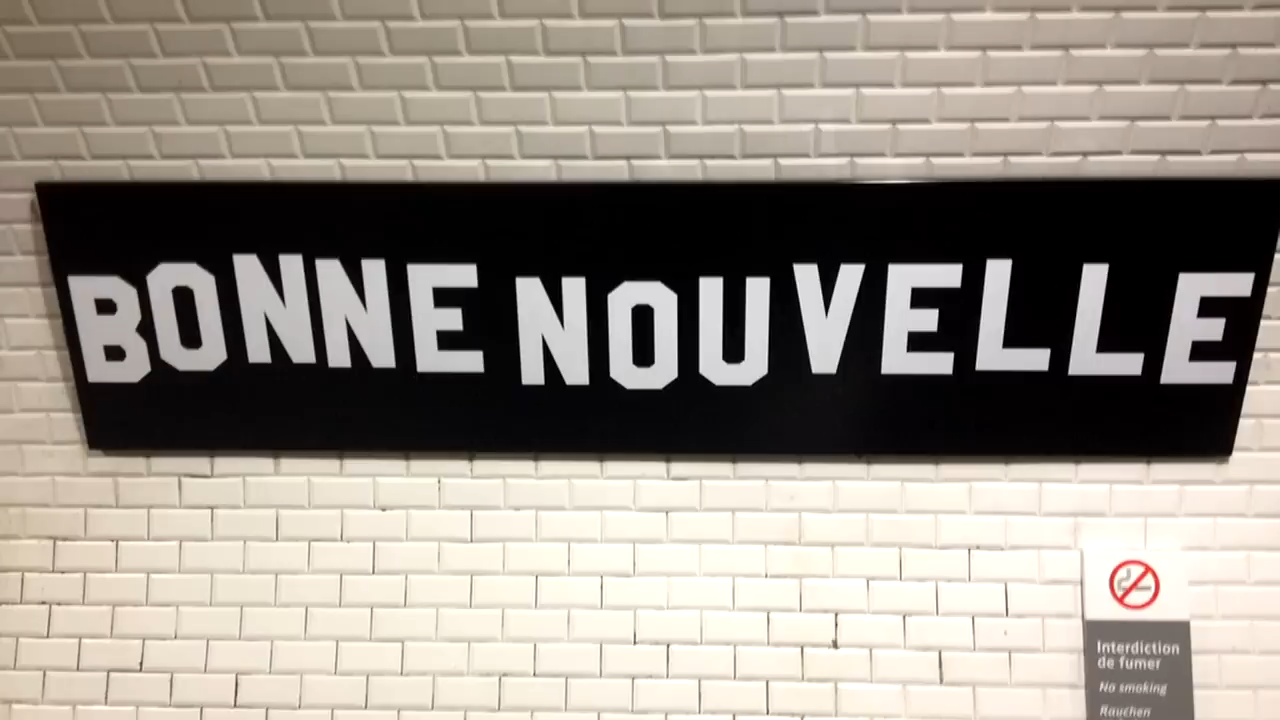 BONNE NOUVELLE
Interdiction
de fumer
No smoking
Rauchen